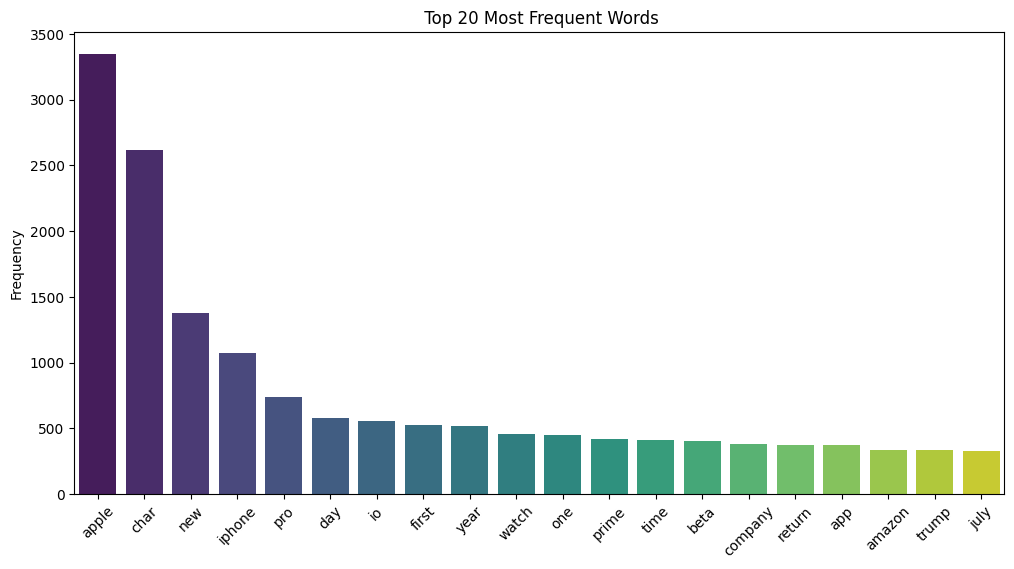 Top 20 Most Frequent Words
3500
3000
2500
2000
1500
1000
500
0
Frequency
apple
char
new
iphone
pro
day
io
first
year
watch
one
prime
time
beta
company
return
app
amazon
trump
july